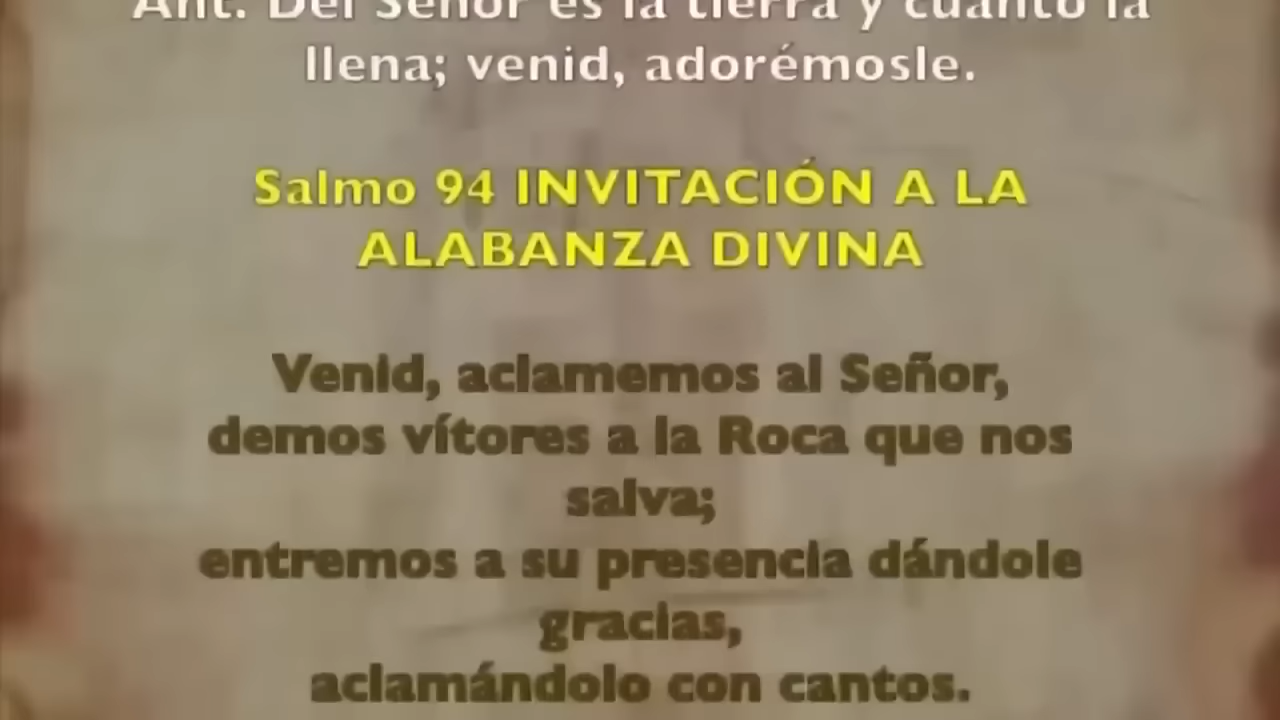 Ant. Del Señor es la tierra y cuanto la
llena; venid, adorémosle.
Salmo 94 INVITACIÓN A LA
ALABANZA DIVINA
Venid, aclamemos al Señor,
demos vítores a la Roca que nos
salva;
entremos a su presencia dándole
gracias,
aclamándolo con cantos.